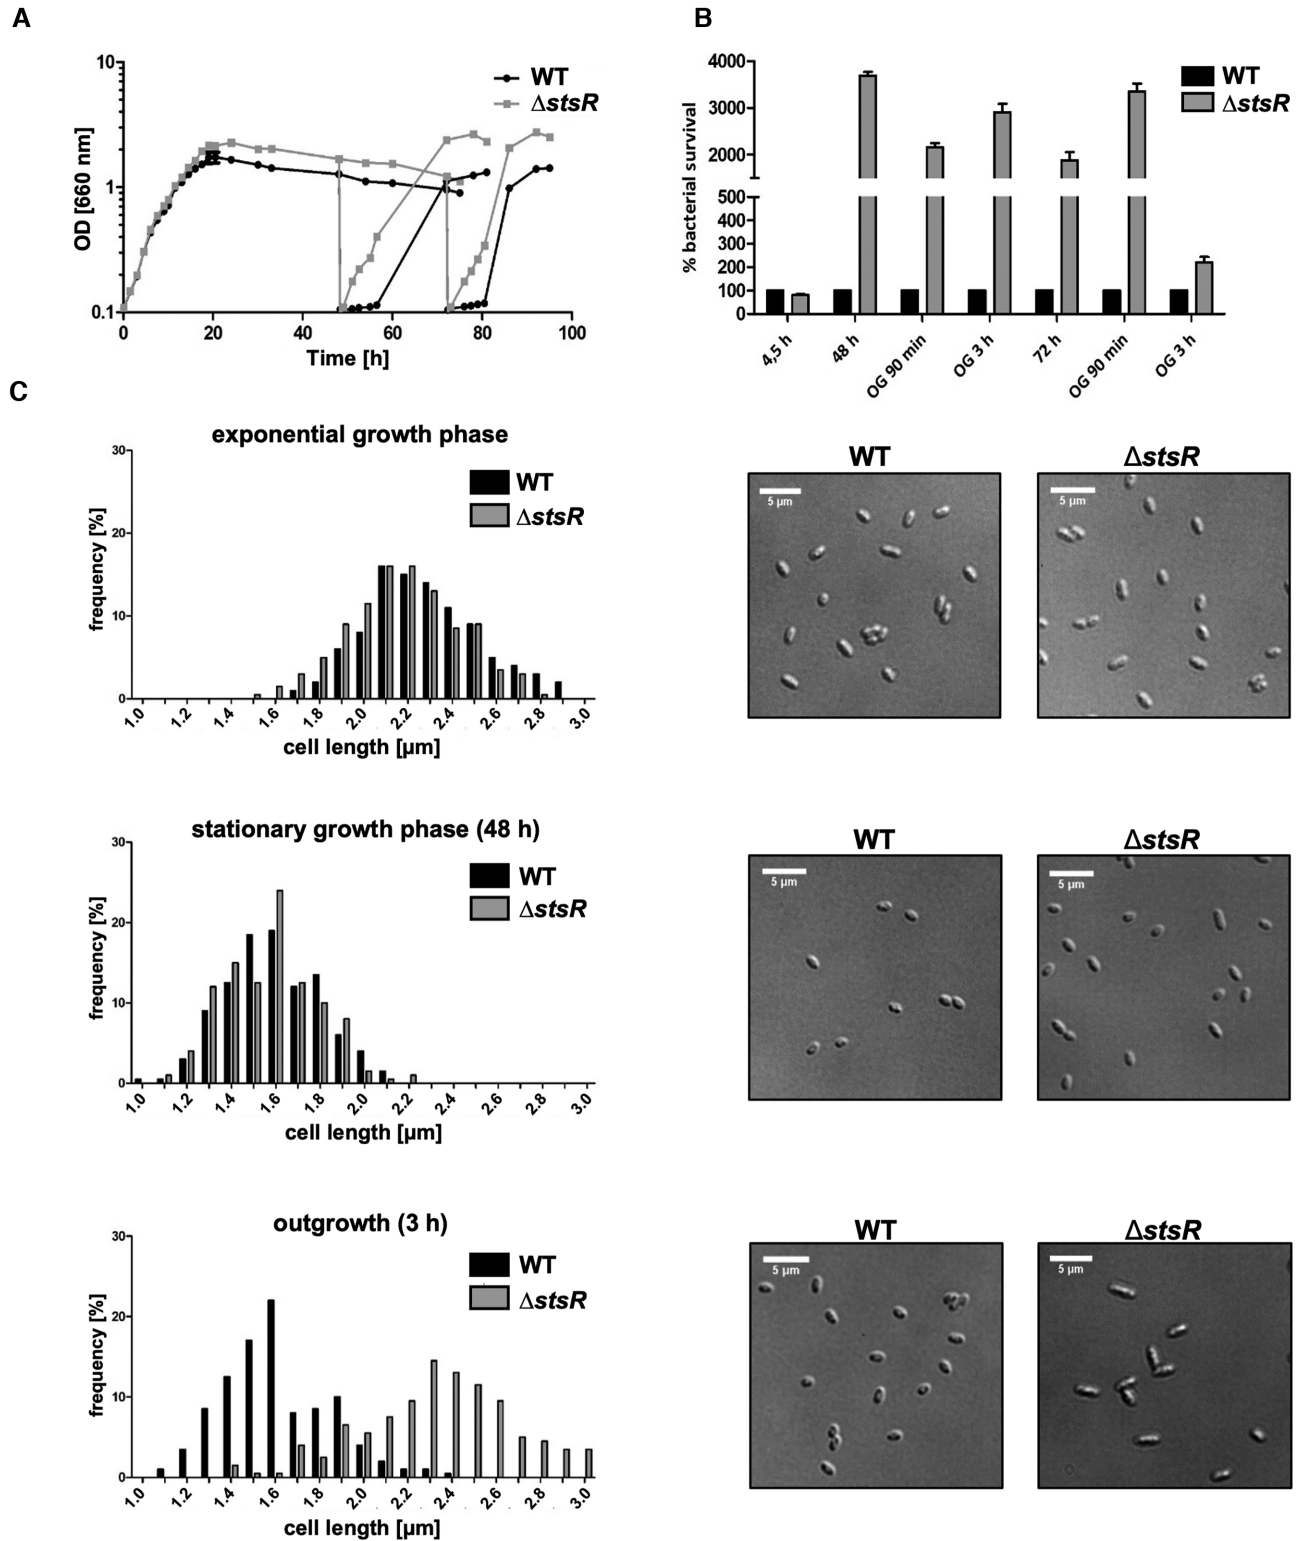 A
10
1
0.1
OD [660 nm]
WT
ΔstsR
0
20
40
60
80
100
Time [h]
B
4000
3000
2000
500
400
300
200
100
0
% bacterial survival
WT
ΔstsR
4,5 h
48 h
OG 90 min
OG 3 h
72 h
OG 90 min
OG 3 h
C
exponential growth phase
30
20
10
0
frequency [%]
WT
ΔstsR
1.0
1.2
1.4
1.6
1.8
2.0
2.2
2.4
2.6
2.8
3.0
cell length [µm]
WT
5 µm
ΔstsR
5 µm
stationary growth phase (48 h)
30
20
10
0
frequency [%]
WT
ΔstsR
1.0
1.2
1.4
1.6
1.8
2.0
2.2
2.4
2.6
2.8
3.0
cell length [µm]
WT
5 µm
ΔstsR
5 µm
outgrowth (3 h)
30
20
10
0
frequency [%]
WT
ΔstsR
1.0
1.2
1.4
1.6
1.8
2.0
2.2
2.4
2.6
2.8
3.0
cell length [µm]
WT
5 µm
ΔstsR
5 µm